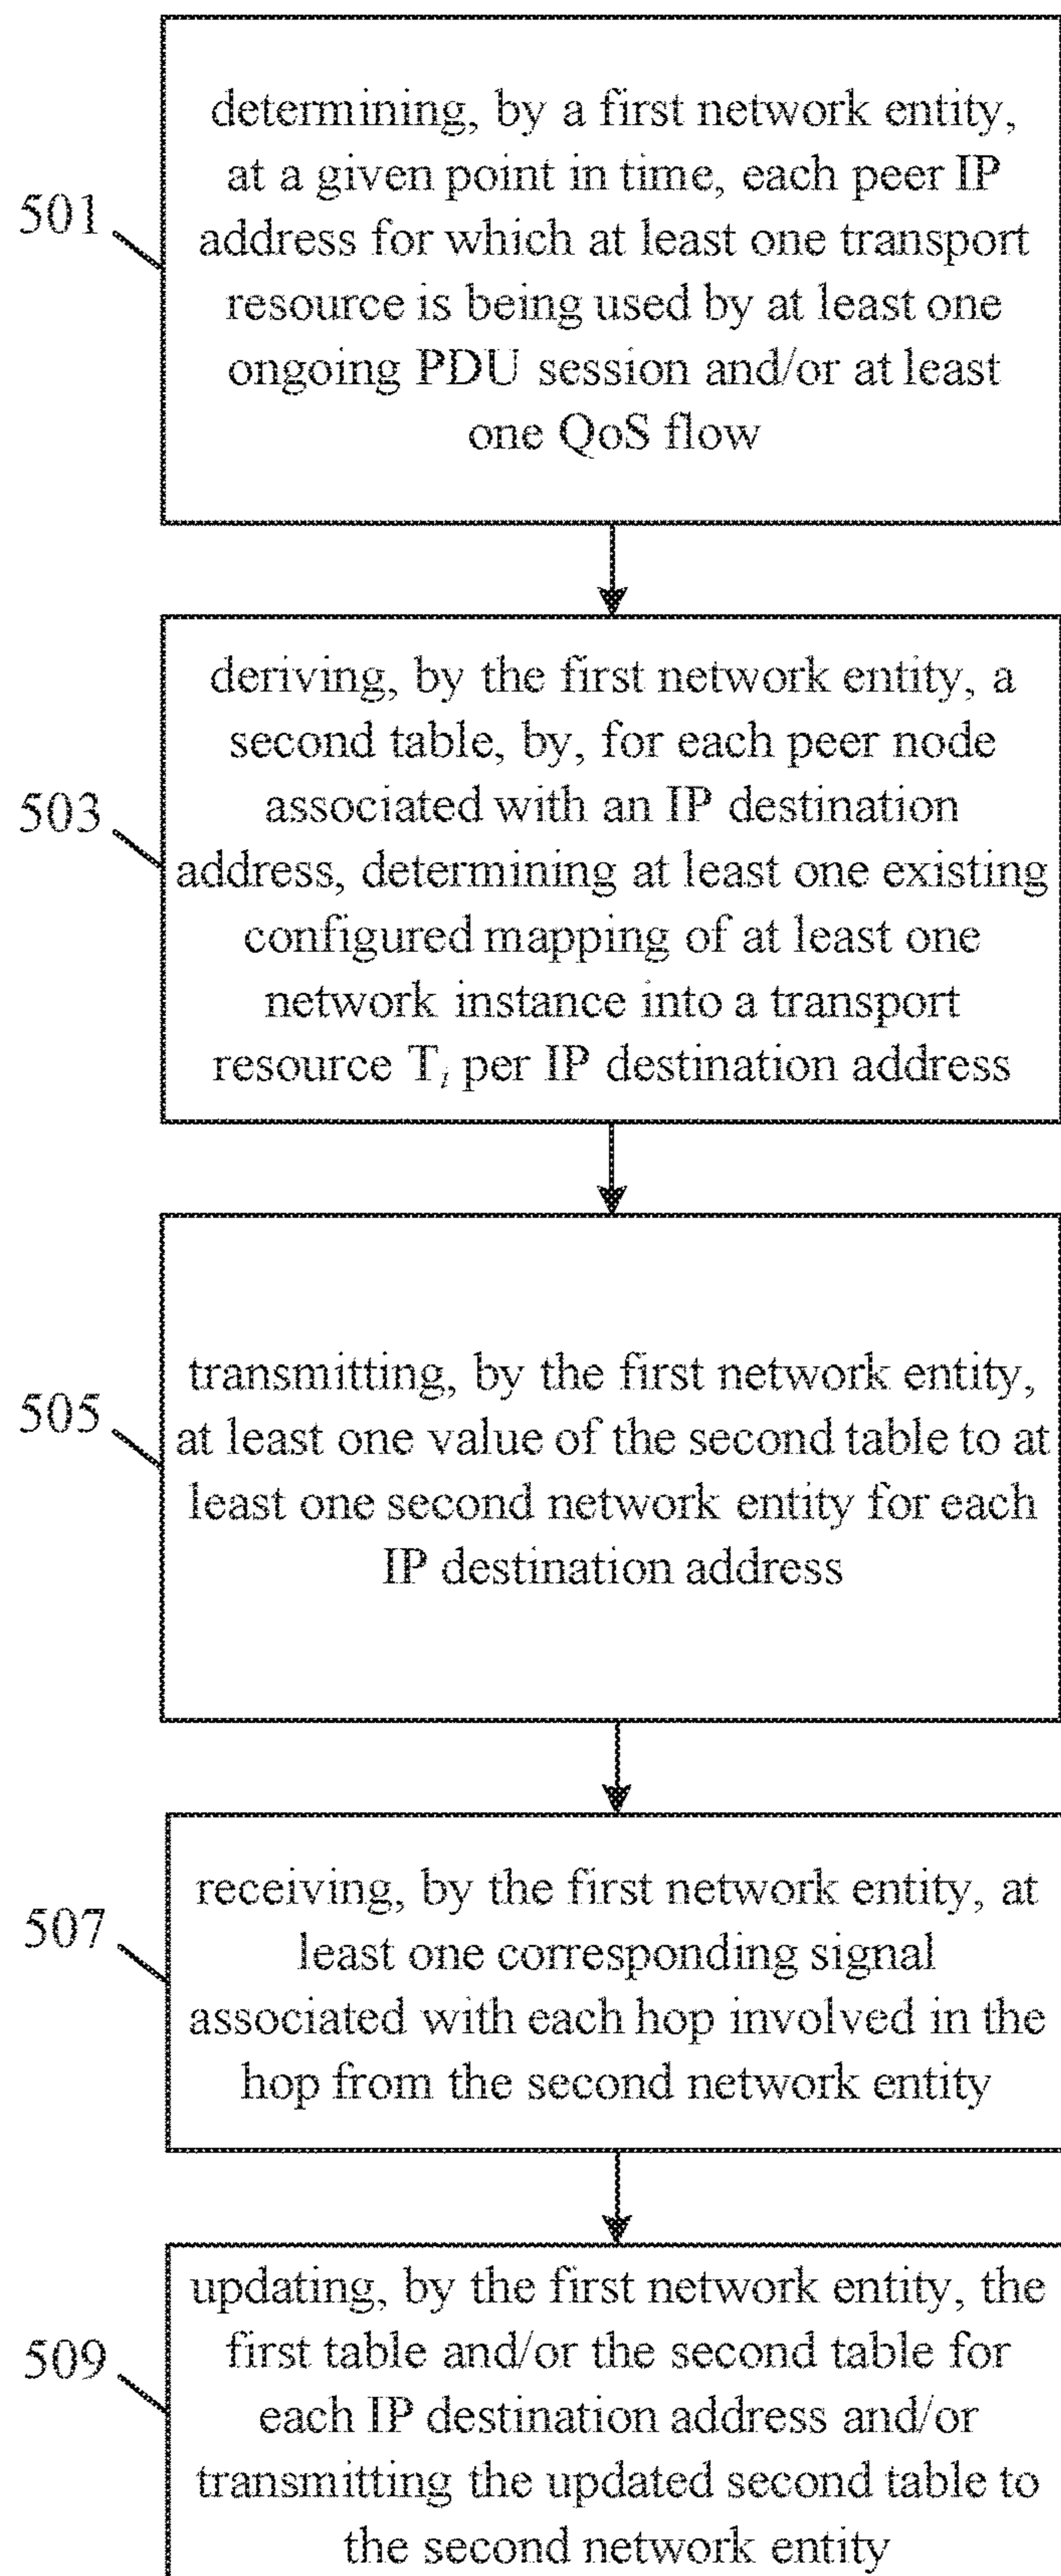 determining, by a first network entity,
at a given point in time, each peer IP
501
address for which at least one transport
resource is being used by at least one
ongoing PDU session and/or at least
one QoS flow
deriving, by the first network entity, a
second table, by, for each peer node
503
associated with an IP destination
address, determining at least one existing
configured mapping of at least one
network instance into a transport
resource Ti per IP destination address
transmitting, by the first network entity,
505
at least one value of the second table to at
least one second network entity for each
IP destination address
receiving, by the first network entity, at
507
least one corresponding signal
associated with each hop involved in the
hop from the second network entity
updating, by the first network entity, the
509
first table and/or the second table for
each IP destination address and/or
transmitting the updated second table to
the second network entity